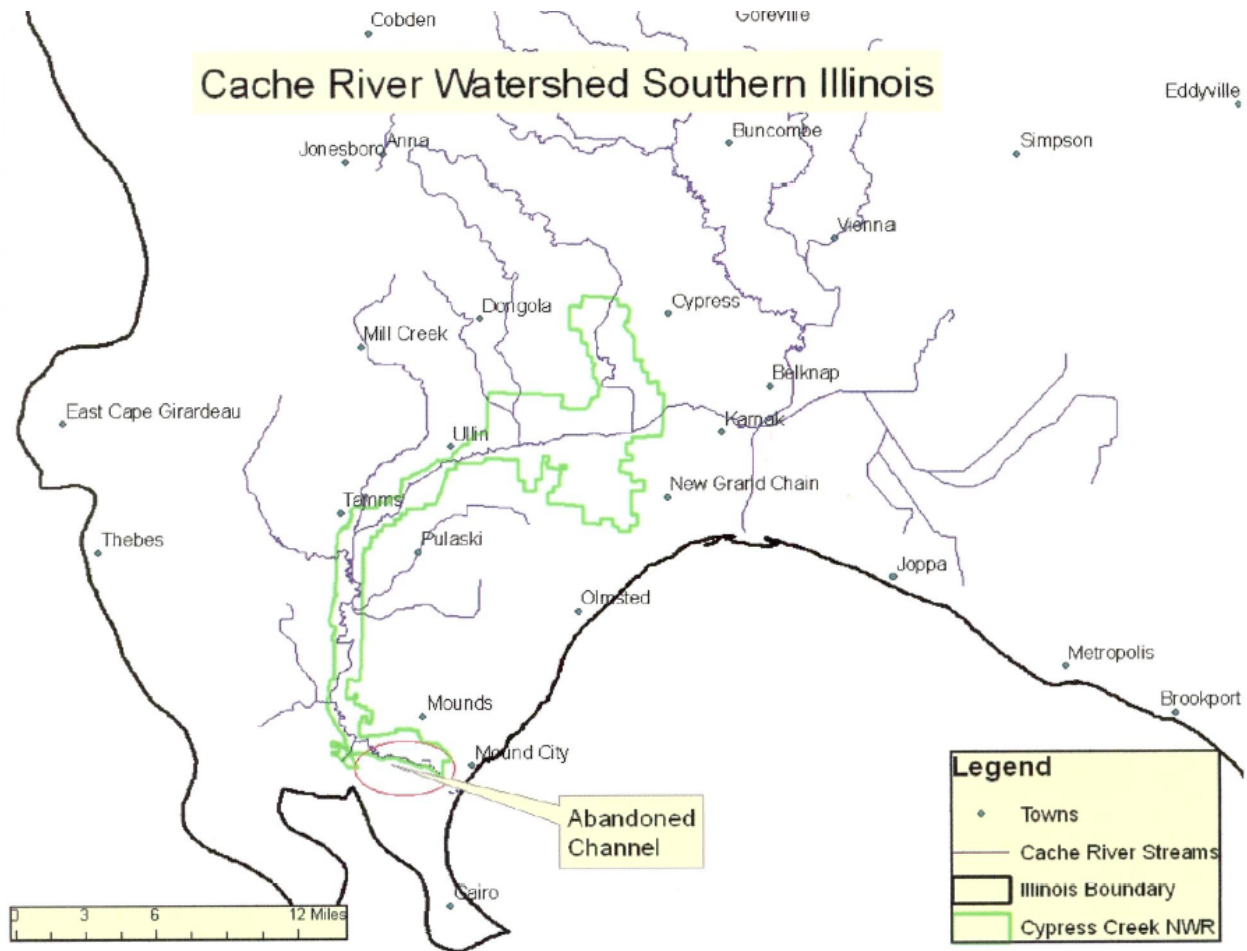 Cobden
Goreville
Cache River Watershed Southern Illinois
Eddyville
Buncombe
Simpson
Jonesboro
Anna
Vienna
Dongola
Cypress
Mill Creek
Belknap
East Cape Girardeau
Ullin
Karnak
New Grand Chain
Tamms
Thebes
Pulaski
Joppa
Olmsted
Metropolis
Mounds
Brookport
Mound City
Abandoned
Channel
Cairo
0 3 6 12 Miles
Legend
Towns
Cache River Streams
Illinois Boundary
Cypress Creek NWR